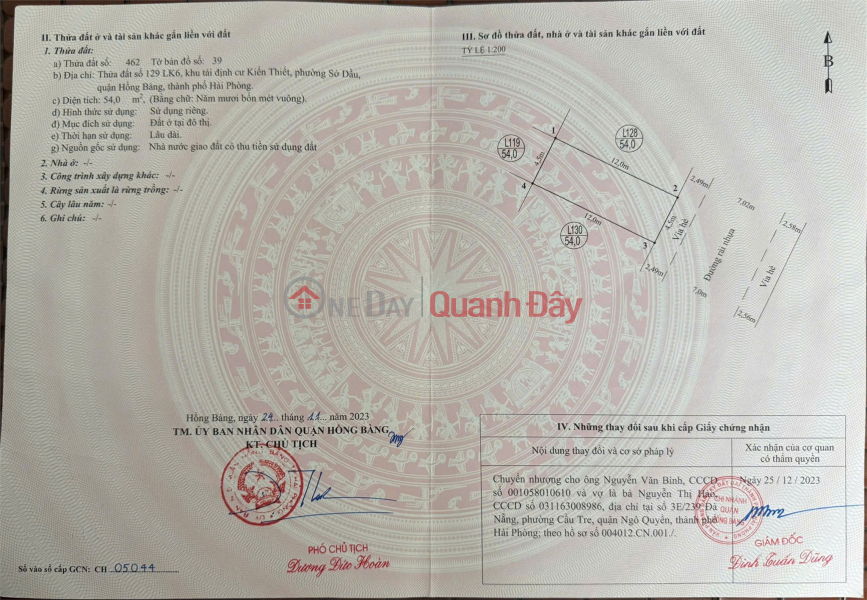 II. Thửa đất ở và tài sản khác gắn liền với đất
1. Thửa đất:
a) Thửa đất số: 462 Tờ bản đồ số: 39
b) Địa chỉ: Thửa đất số 129 LK6, khu tái định cư Kiến Thiết, phường Sở Dầu,
quận Hồng Bàng, thành phố Hải Phòng.
c) Diện tích: 54,0 m², (Bằng chữ: Năm mươi bốn mét vuông).
d) Hình thức sử dụng: Sử dụng riêng.
đ) Mục đích sử dụng: Đất ở tại đô thị.
e) Thời hạn sử dụng: Lâu dài.
g) Nguồn gốc sử dụng: Nhà nước giao đất có thu tiền sử dụng đất
2. Nhà ở: -/-
3. Công trình xây dựng khác: -/-
4. Rừng sản xuất là rừng trồng: -/-
5. Cây lâu năm: -/-
6. Ghi chú: -/-
Hồng Bàng, ngày 24 tháng 11 năm 2023
TM. ỦY BAN NHÂN DÂN QUẬN HỒNG BÀNG
KT. CHỦ TỊCH
PHÓ CHỦ TỊCH
Dương Đức Hoàn
Số vào sổ cấp GCN: CH 05044
III. Sơ đồ thửa đất, nhà ở và tài sản khác gắn liền với đất
TỶ LỆ 1:200
B
1
L128
54,0
L119
54,0
4,5m
12,0m
4
2
2,49m
12,0m
4,5m
Vỉa hè
7,02m
L130
54,0
3
2,49m
Đường rải nhựa
2,58m
Vỉa hè
7,0m
2,56m
ONEDAY Quanh Đây
IV. Những thay đổi sau khi cấp Giấy chứng nhận
Nội dung thay đổi và cơ sở pháp lý
Xác nhận của cơ quan
có thẩm quyền
Chuyển nhượng cho ông Nguyễn Văn Bình, CCCD
số 001058010610 và vợ là bà Nguyễn Thị Hạc,
CCCD số 031163008986, địa chỉ tại số 3E/239 Đà
Nẵng, phường Cầu Tre, quận Ngô Quyền, thành phố
Hải Phòng; theo hồ sơ số 004012.CN.001./.
Ngày 25 / 12 / 2023
CHI NHÁNH
QUẬN
HỒNG BÀNG
GIÁM ĐỐC
Đinh Tuấn Dũng